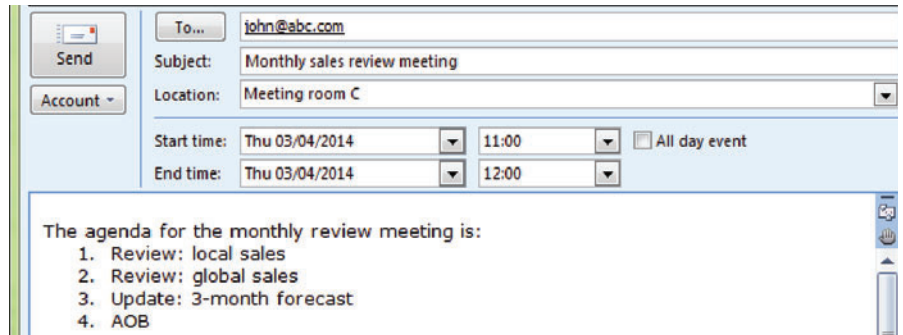 To... john@abc.com
Send
Subject: Monthly sales review meeting
Account
Location: Meeting room C
Start time: Thu 03/04/2014 11:00 All day event
End time: Thu 03/04/2014 12:00
The agenda for the monthly review meeting is:
1. Review: local sales
2. Review: global sales
3. Update: 3-month forecast
4. AOB